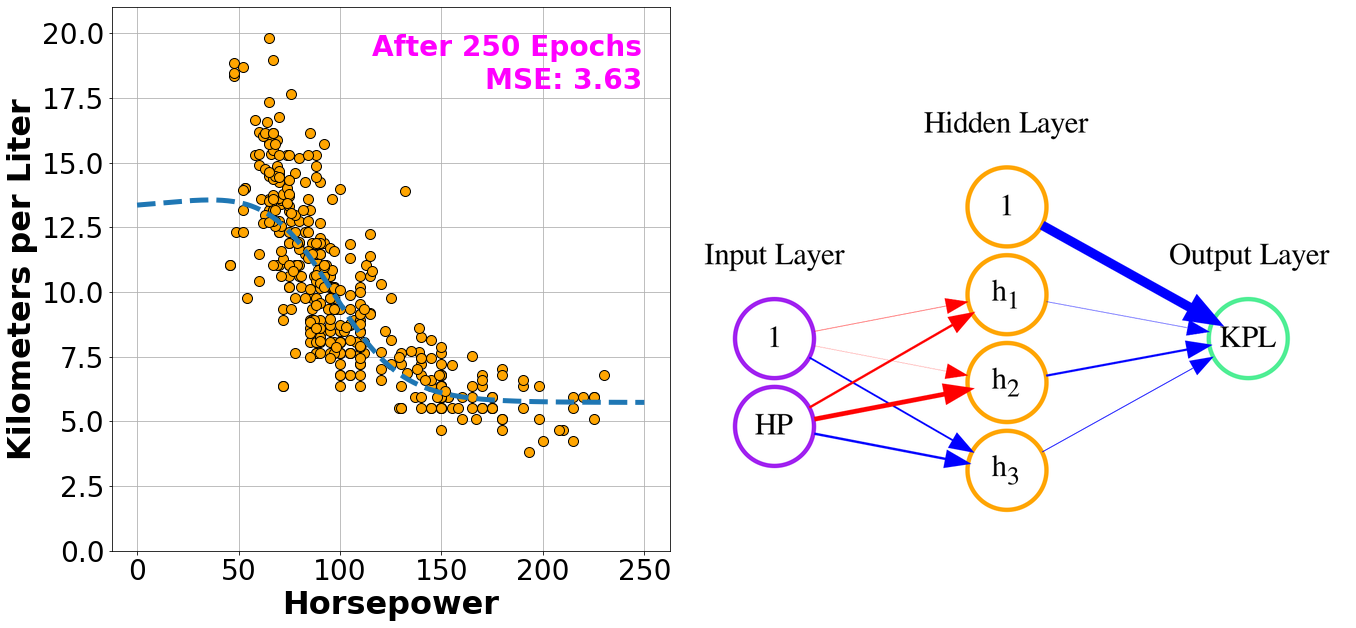 After 250 Epochs
MSE: 3.63
Kilometers per Liter
20.0
17.5
15.0
12.5
10.0
7.5
5.0
2.5
0.0
0 50 100 150 200 250
Horsepower
Hidden Layer
Input Layer
Output Layer
1
h1
h2
h3
1
HP
KPL